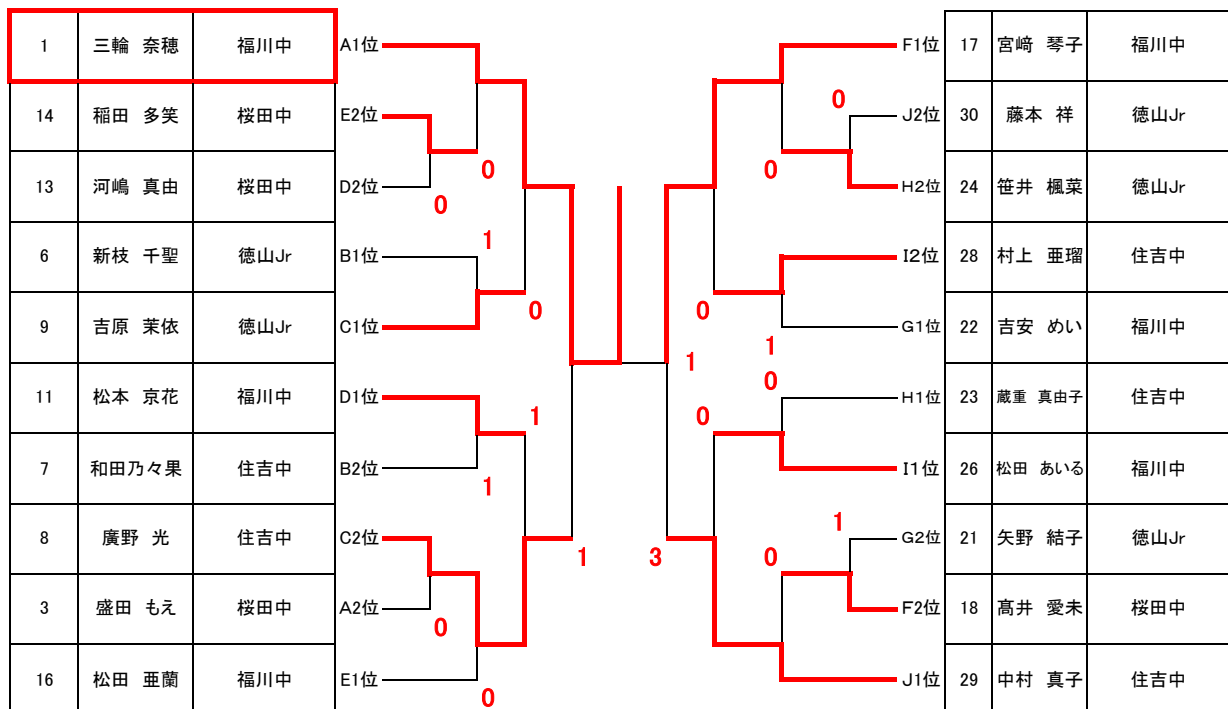 1 三輪 奈穂 福川中 A1位
14 稲田 多笑 桜田中 E2位
13 河嶋 真由 桜田中 D2位
6 新枝 千聖 徳山Jr B1位
9 吉原 茉依 徳山Jr C1位
11 松本 京花 福川中 D1位
7 和田乃々果 住吉中 B2位
8 廣野 光 住吉中 C2位
3 盛田 もえ 桜田中 A2位
16 松田 亜蘭 福川中 E1位
0
0
1
0
1
1
0
0
1
3
1
0
0
0
1
0
0
1
0
F1位 17 宮﨑 琴子 福川中
J2位 30 藤本 祥 徳山Jr
H2位 24 笹井 楓菜 徳山Jr
I2位 28 村上 亜瑠 住吉中
G1位 22 吉安 めい 福川中
H1位 23 蔵重 真由子 住吉中
I1位 26 松田 あいる 福川中
G2位 21 矢野 結子 徳山Jr
F2位 18 髙井 愛未 桜田中
J1位 29 中村 真子 住吉中